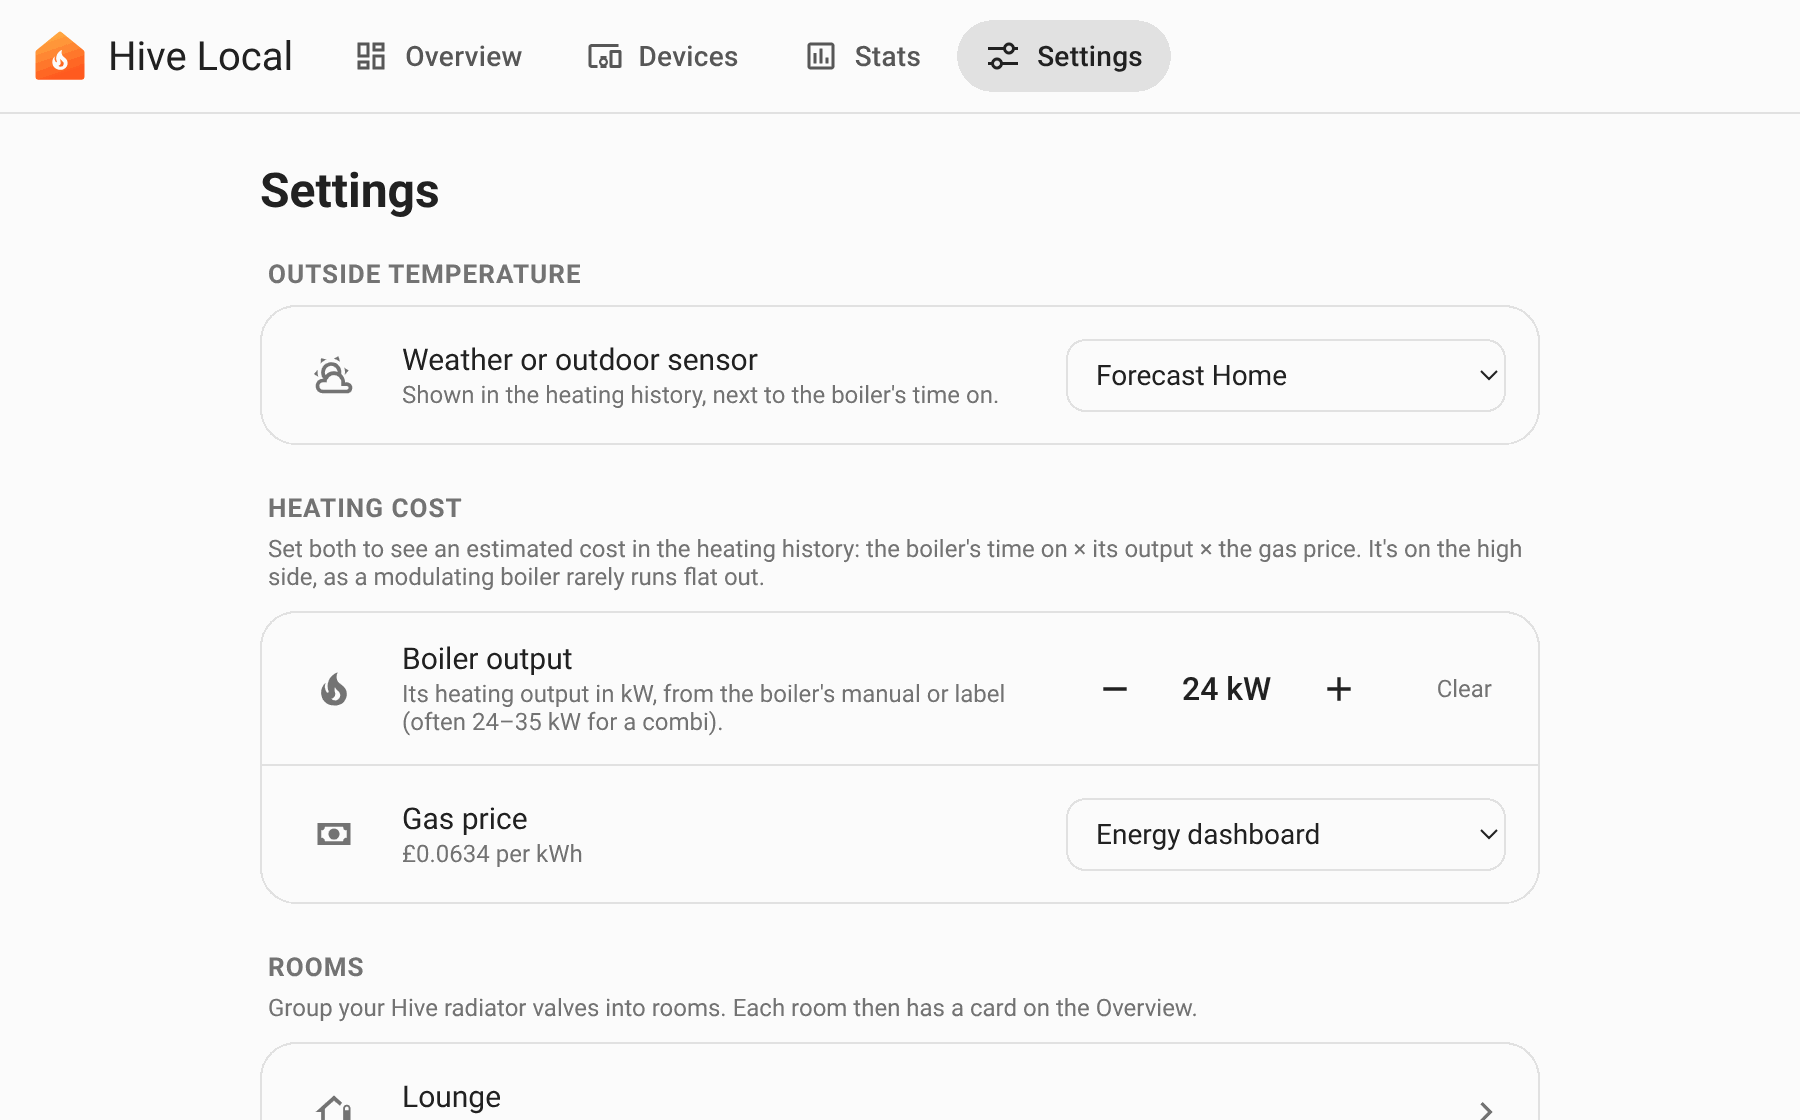 Hive Local
Overview
Devices
Stats
Settings
Settings
OUTSIDE TEMPERATURE
Weather or outdoor sensor
Shown in the heating history, next to the boiler's time on.
Forecast Home
HEATING COST
Set both to see an estimated cost in the heating history: the boiler's time on × its output × the gas price. It's on the high
side, as a modulating boiler rarely runs flat out.
Boiler output
Its heating output in kW, from the boiler's manual or label
(often 24–35 kW for a combi).
24 kW
Clear
Gas price
£0.0634 per kWh
Energy dashboard
ROOMS
Group your Hive radiator valves into rooms. Each room then has a card on the Overview.
Lounge